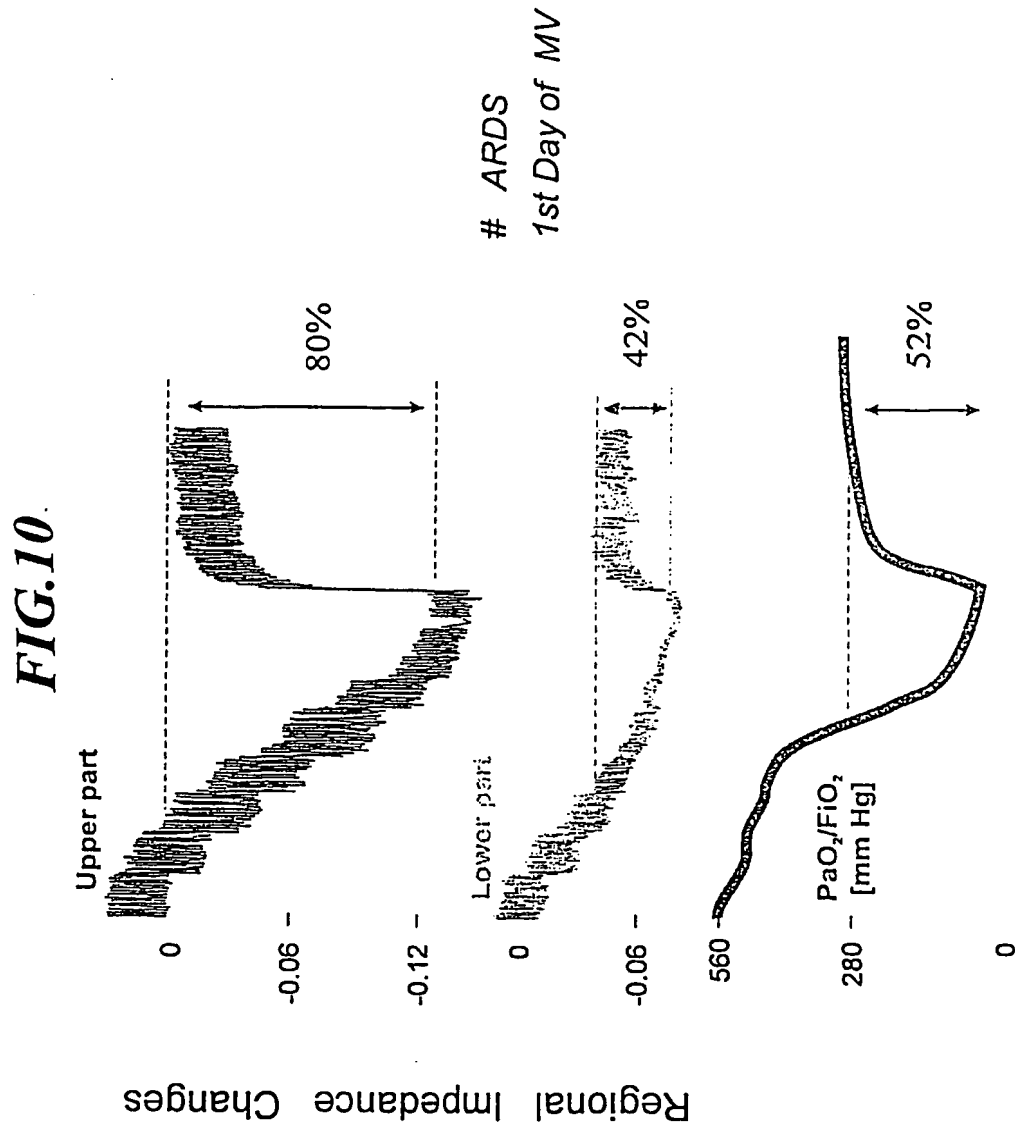 FIG.10.
Regional Impedance Changes
Upper part
0
-0.06
-0.12
80%
Lower part
0
-0.06
42%
# ARDS
1st Day of MV
560
280
0
PaO₂/FiO₂
[mm Hg]
52%